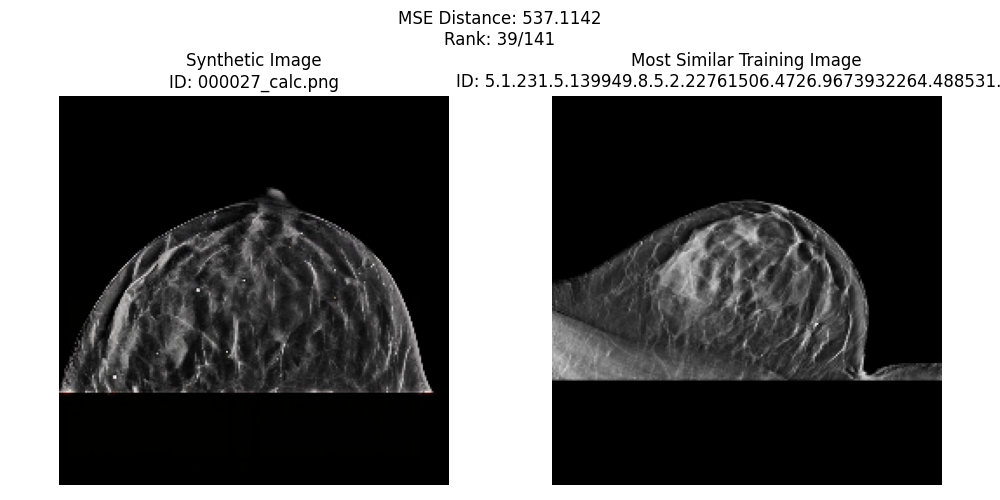 MSE Distance: 537.1142
Rank: 39/141
Synthetic Image
ID: 000027_calc.png
Most Similar Training Image
ID: 5.1.231.5.139949.8.5.2.22761506.4726.9673932264.488531.